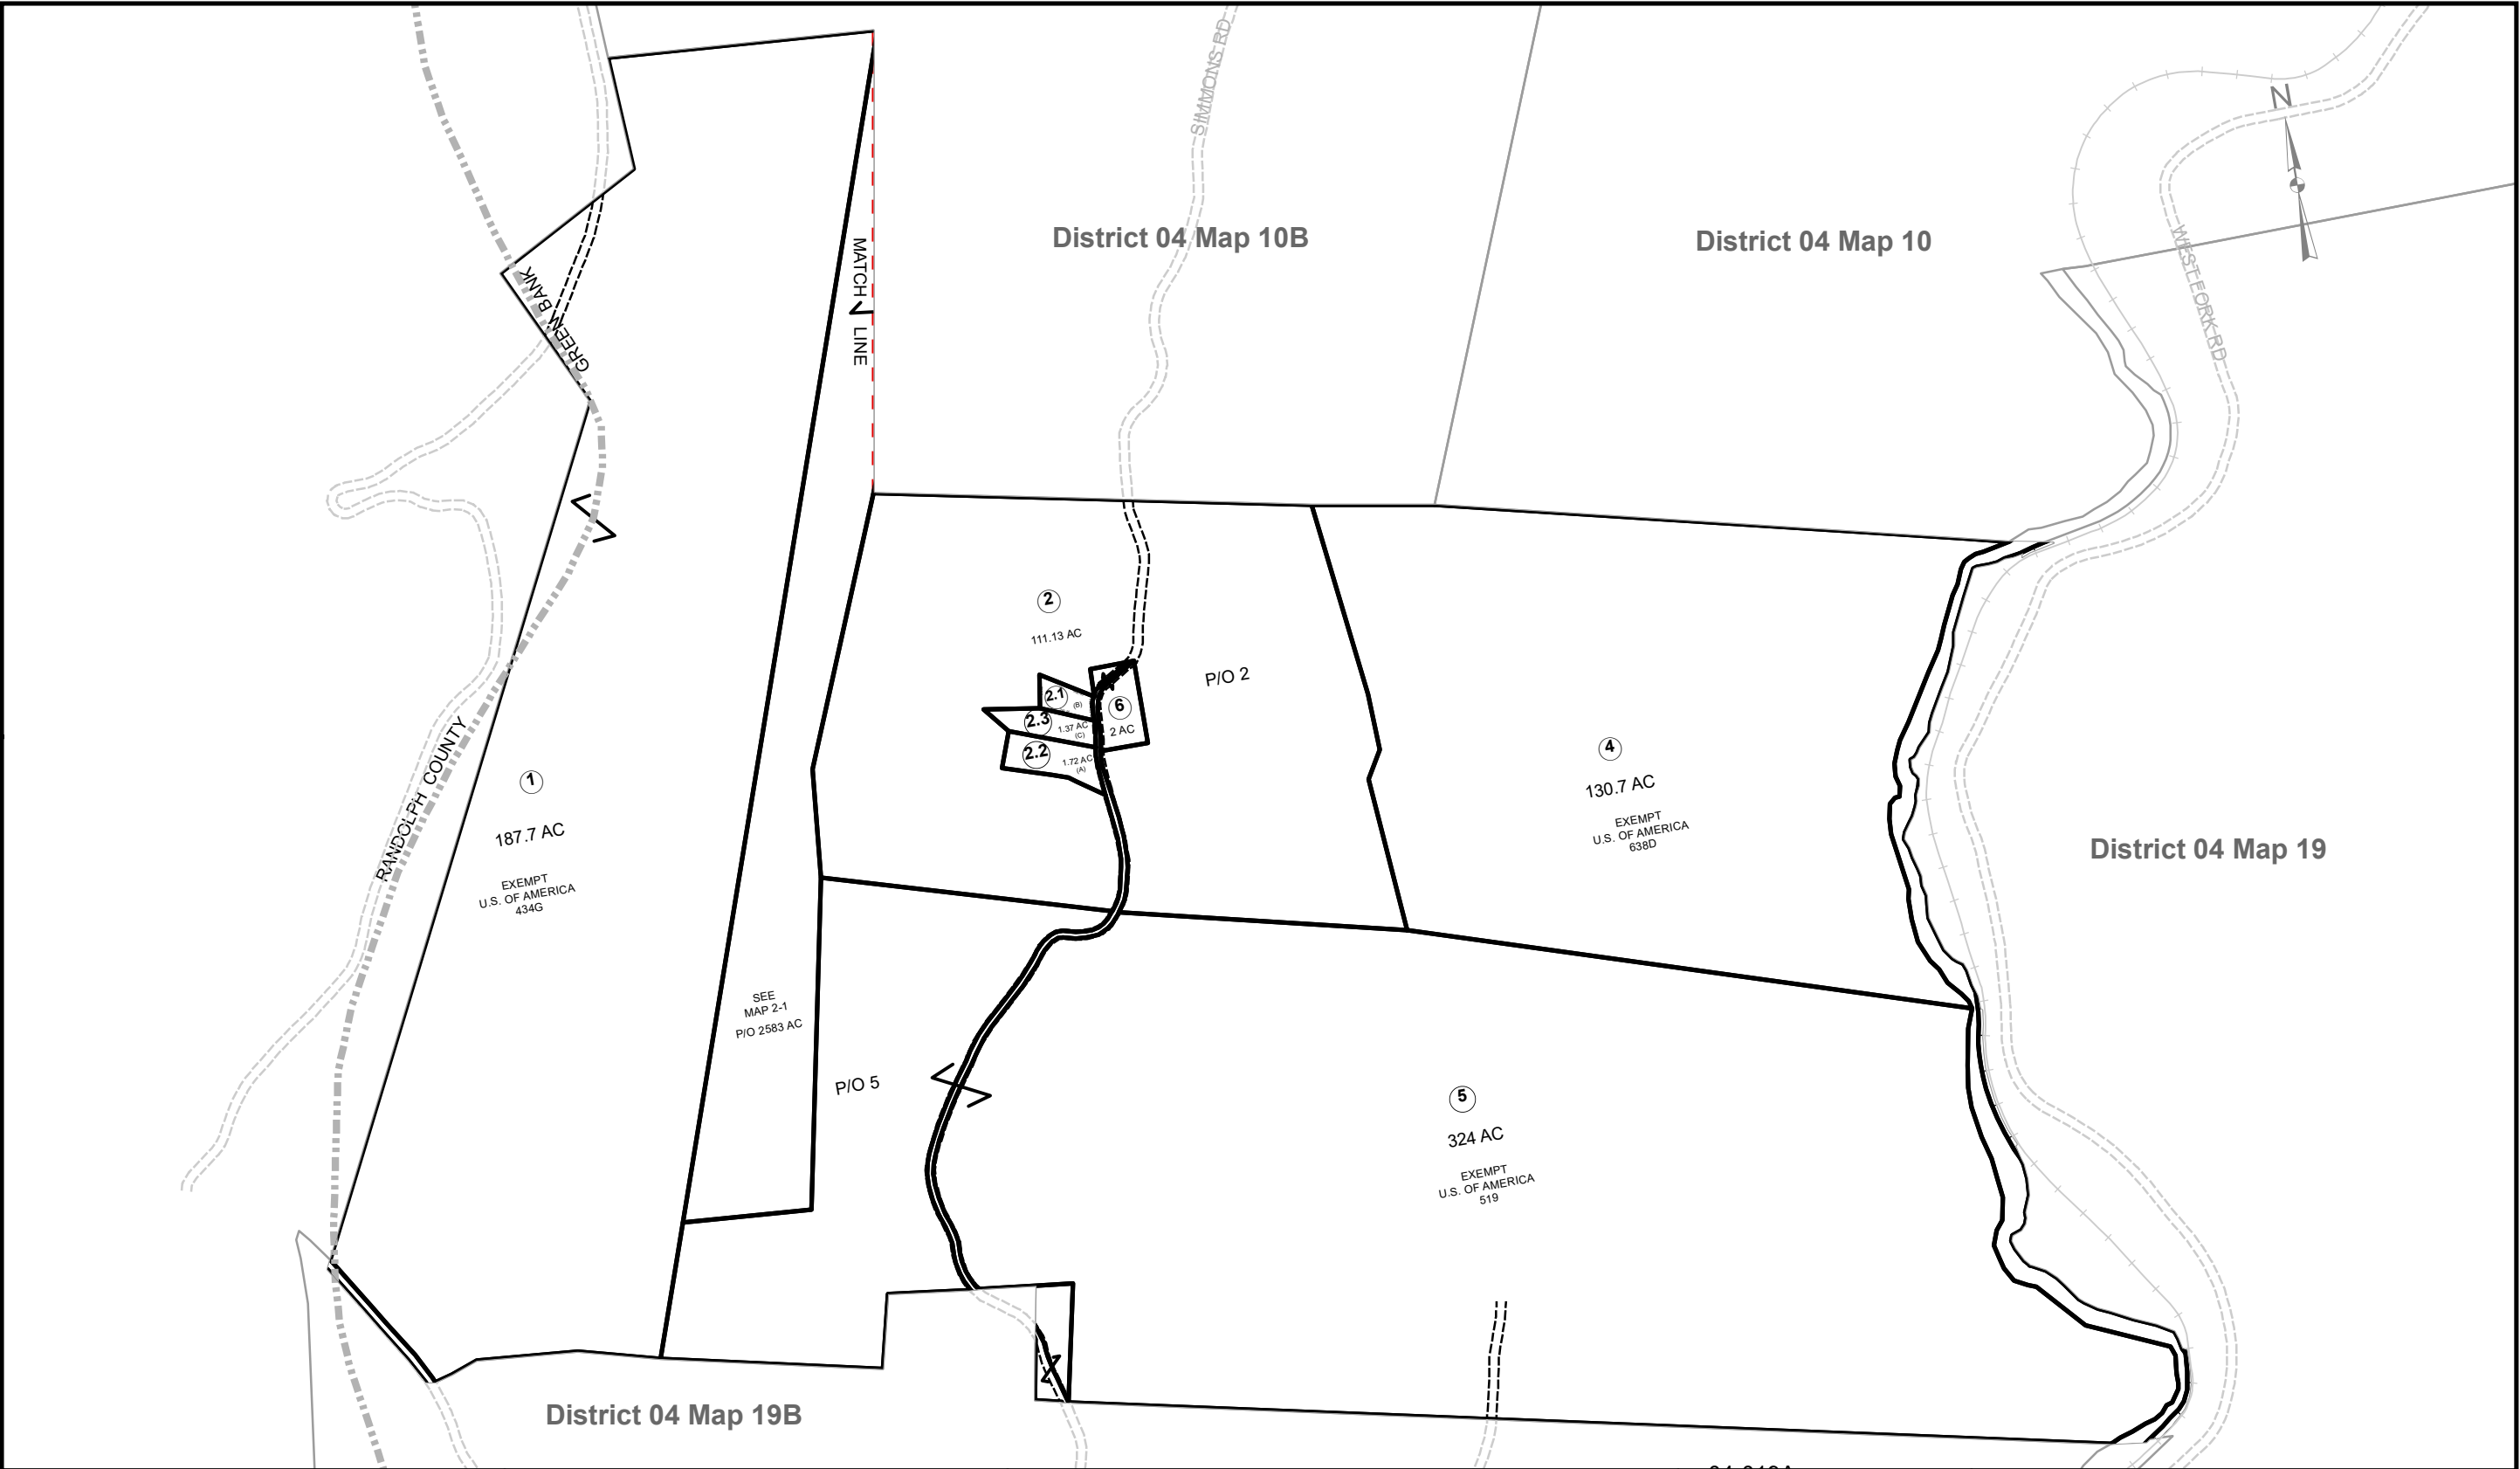 SIMMONS RD
N
District 04 Map 10B
District 04 Map 10
MATCH LINE
GREEN BANK
WEST FORK RD
2
111.13 AC
P/O 2
2.1
(B)
6
2 AC
2.3
1.37 AC
(C)
2.2
1.72 AC
(A)
4
130.7 AC
EXEMPT
U.S. OF AMERICA
638D
RANDOLPH COUNTY
1
187.7 AC
EXEMPT
U.S. OF AMERICA
434G
District 04 Map 19
SEE
MAP 2-1
P/O 2583 AC
P/O 5
5
324 AC
EXEMPT
U.S. OF AMERICA
519
District 04 Map 19B